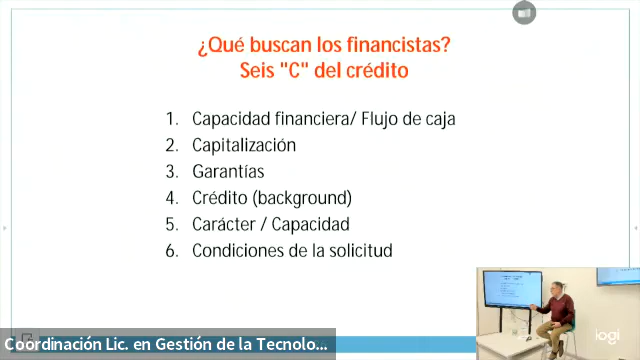 ¿Qué buscan los financistas?
Seis "C" del crédito
1. Capacidad financiera/ Flujo de caja
2. Capitalización
3. Garantías
4. Crédito (background)
5. Carácter / Capacidad
6. Condiciones de la solicitud
iogi
Coordinación Lic. en Gestión de la Tecnolo...